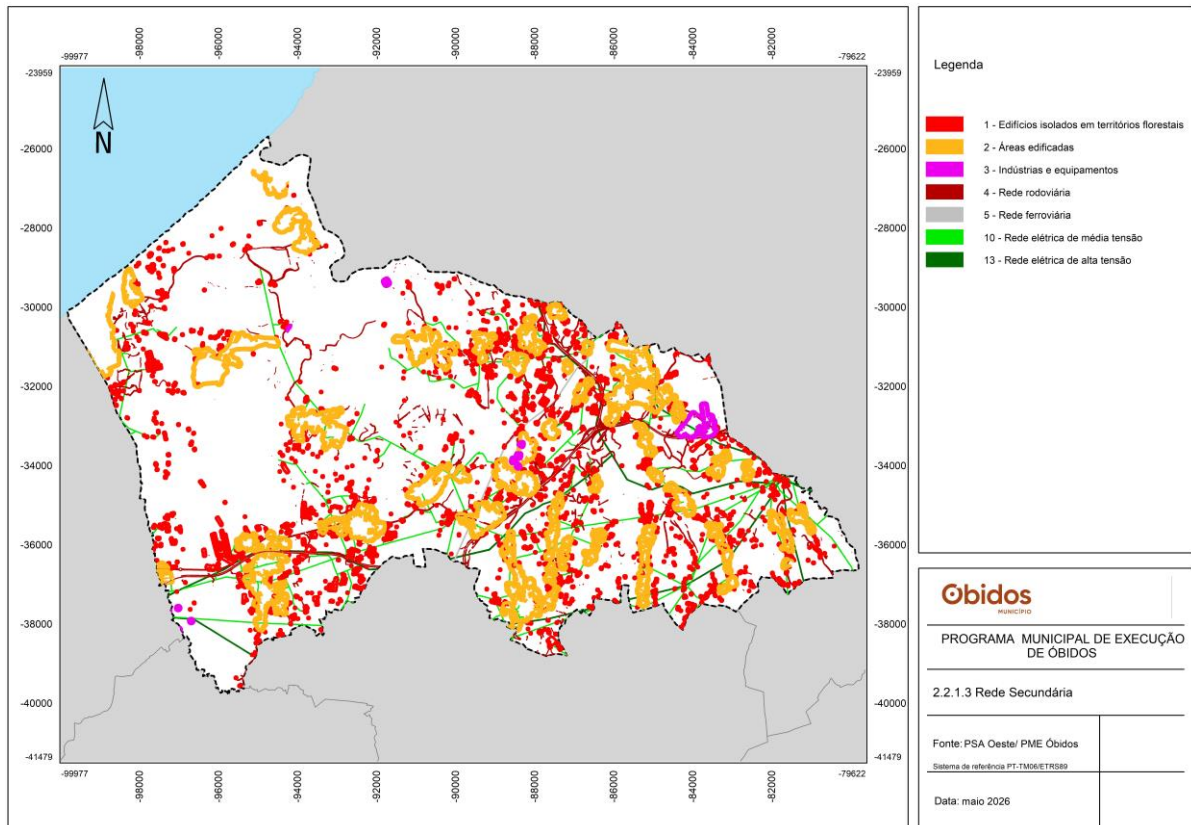 -99977
-98000
-96000
-94000
-92000
-90000
-88000
-86000
-84000
-82000
-79622
-23959
-23959
-26000
-26000
-28000
-28000
-30000
-30000
-32000
-32000
-34000
-34000
-36000
-36000
-38000
-38000
-40000
-40000
-41479
-41479
-99977
-98000
-96000
-94000
-92000
-90000
-88000
-86000
-84000
-82000
-79622
N
Legenda
1 - Edifícios isolados em territórios florestais
2 - Áreas edificadas
3 - Indústrias e equipamentos
4 - Rede rodoviária
5 - Rede ferroviária
10 - Rede elétrica de média tensão
13 - Rede elétrica de alta tensão
Óbidos
MUNICÍPIO
PROGRAMA MUNICIPAL DE EXECUÇÃO
DE ÓBIDOS
2.2.1.3 Rede Secundária
Fonte: PSA Oeste/ PME Óbidos
Sistema de referência PT-TM06/ETRS89
Data: maio 2026